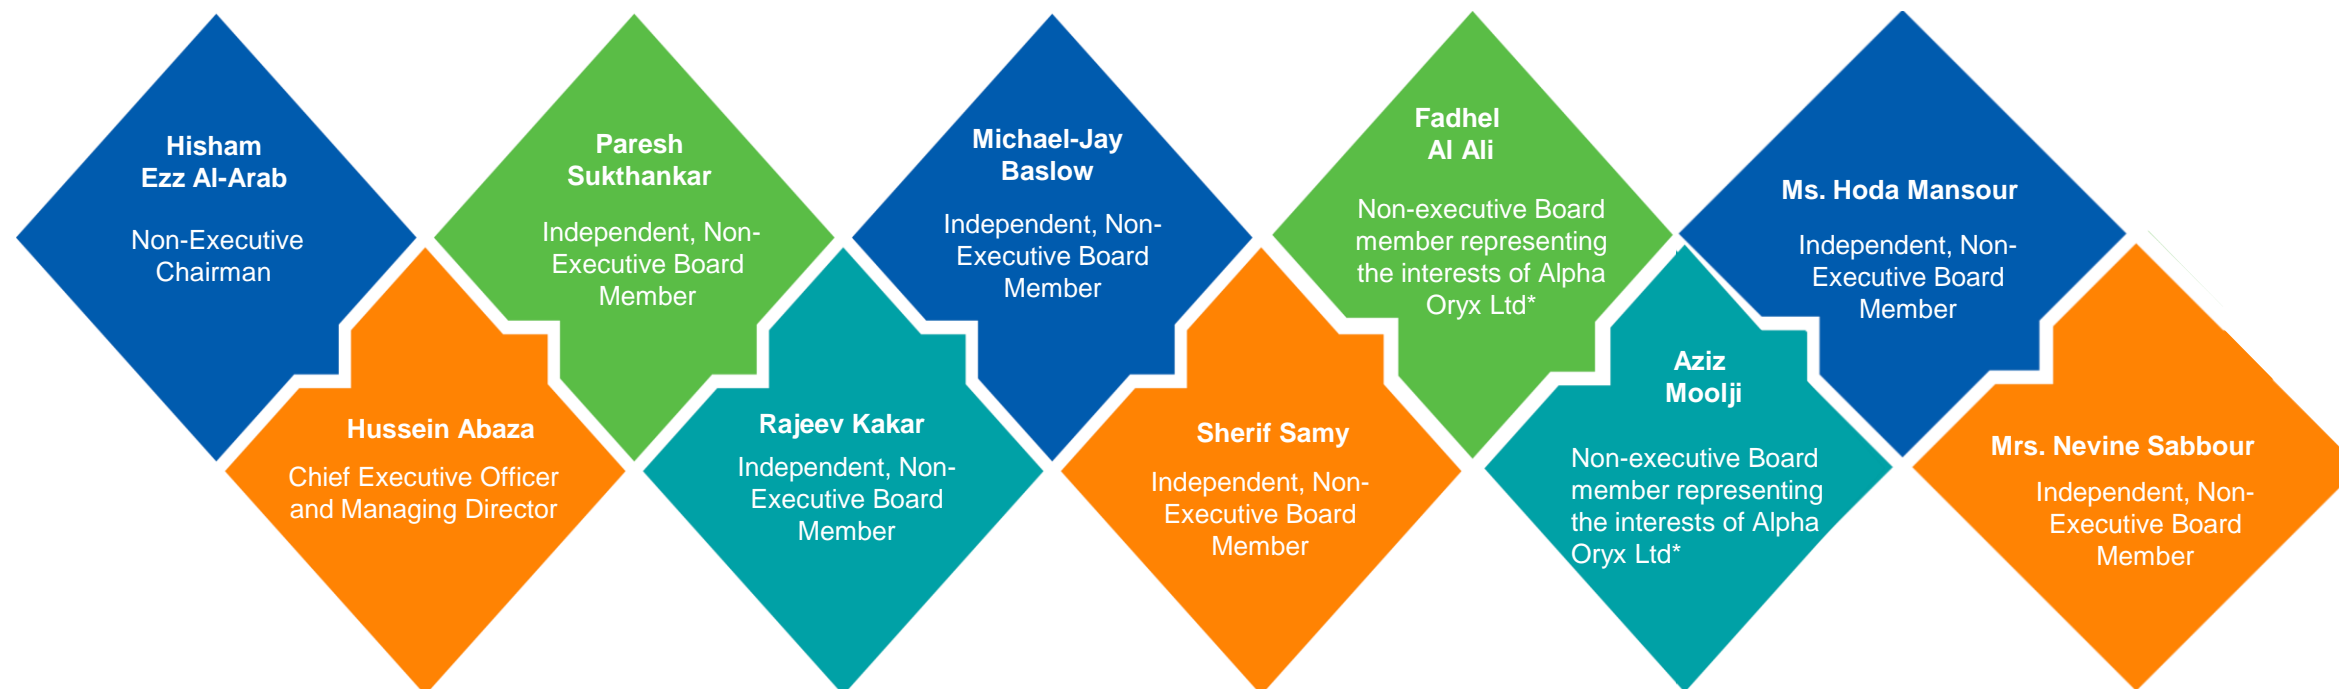 Hisham
Ezz Al-Arab
Non-Executive
Chairman
Hussein Abaza
Chief Executive Officer
and Managing Director
Paresh
Sukthankar
Independent, Non-
Executive Board
Member
Rajeev Kakar
Independent, Non-
Executive Board
Member
Michael-Jay
Baslow
Independent, Non-
Executive Board
Member
Sherif Samy
Independent, Non-
Executive Board
Member
Fadhel
Al Ali
Non-executive Board
member representing
the interests of Alpha
Oryx Ltd*
Aziz
Moolji
Non-executive Board
member representing
the interests of Alpha
Oryx Ltd*
Ms. Hoda Mansour
Independent, Non-
Executive Board
Member
Mrs. Nevine Sabbour
Independent, Non-
Executive Board
Member